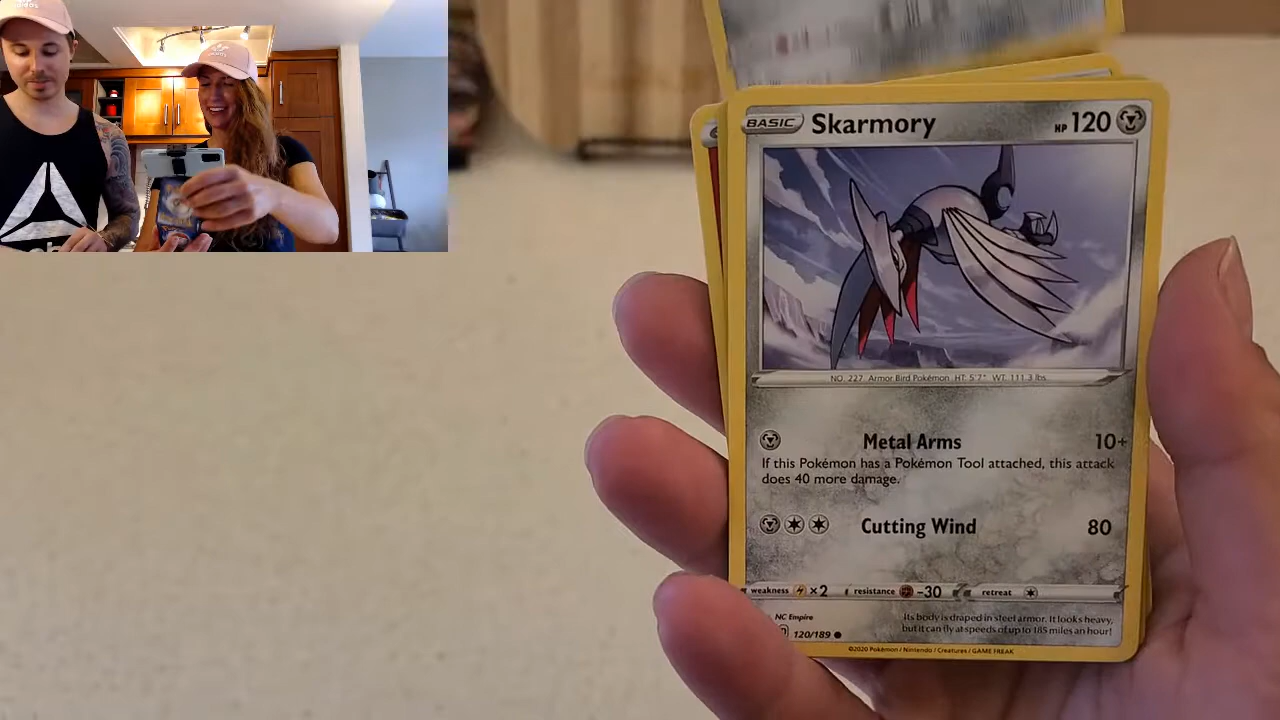 BASIC Skarmory HP 120
NO. 227 Armor Bird Pokémon HT: 5'7" WT: 111.3 lbs.
Metal Arms 10+
If this Pokémon has a Pokémon Tool attached, this attack
does 40 more damage.
Cutting Wind 80
weakness ×2 resistance -30 retreat
NC Empire
Its body is draped in steel armor. It looks heavy,
but it can fly at speeds of up to 185 miles an hour!
120/189
©2020 Pokémon / Nintendo / Creatures / GAME FREAK